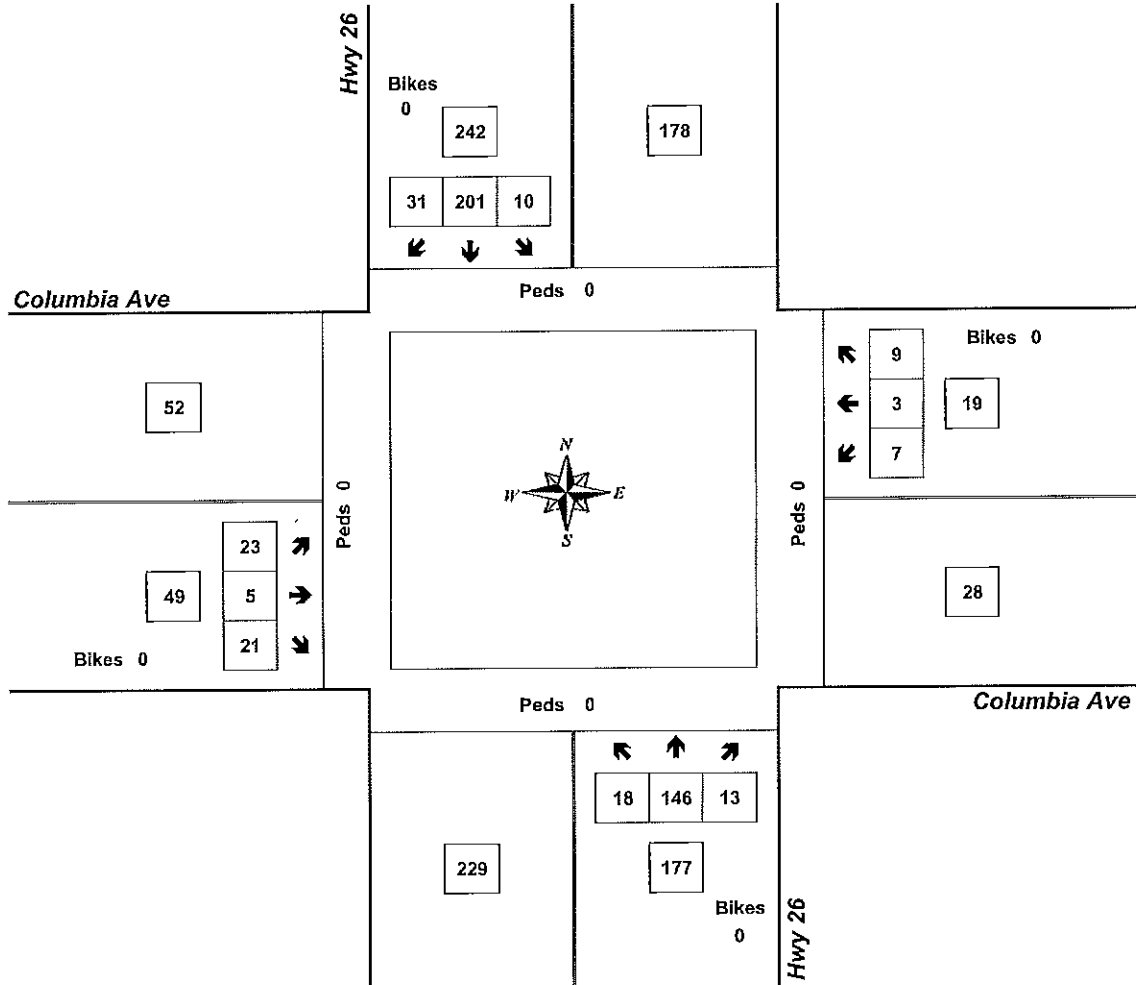 Hwy 26
Bikes
0
242
178
31 201 10
Peds 0
Columbia Ave
Bikes 0
9
3
7
19
52
N
W E
S
Peds 0
Peds 0
23
5
21
49
Bikes 0
28
Peds 0
Columbia Ave
18 146 13
229
177
Bikes
0
Hwy 26